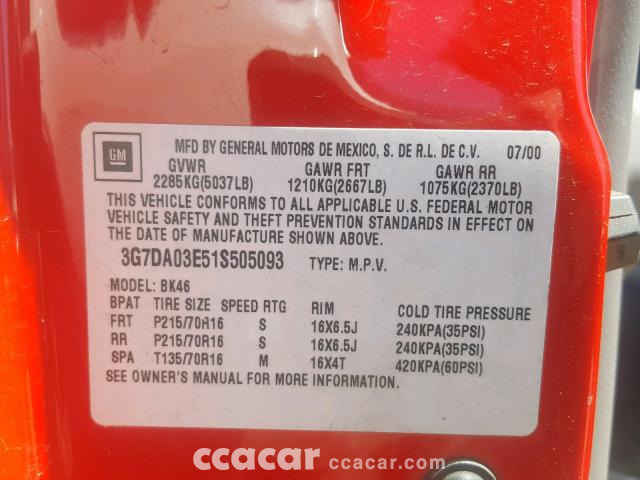 GM
MFD BY GENERAL MOTORS DE MEXICO, S. DE R.L. DE C.V. 07/00
GVWR GAWR FRT GAWR RR
2285KG(5037LB) 1210KG(2667LB) 1075KG(2370LB)
THIS VEHICLE CONFORMS TO ALL APPLICABLE U.S. FEDERAL MOTOR
VEHICLE SAFETY AND THEFT PREVENTION STANDARDS IN EFFECT ON
THE DATE OF MANUFACTURE SHOWN ABOVE.
3G7DA03E51S505093 TYPE: M.P.V.
MODEL: BK46
BPAT TIRE SIZE SPEED RTG RIM COLD TIRE PRESSURE
FRT P215/70R16 S 16X6.5J 240KPA(35PSI)
RR P215/70R16 S 16X6.5J 240KPA(35PSI)
SPA T135/70R16 M 16X4T 420KPA(60PSI)
SEE OWNER'S MANUAL FOR MORE INFORMATION.
ccacar ccacar.com